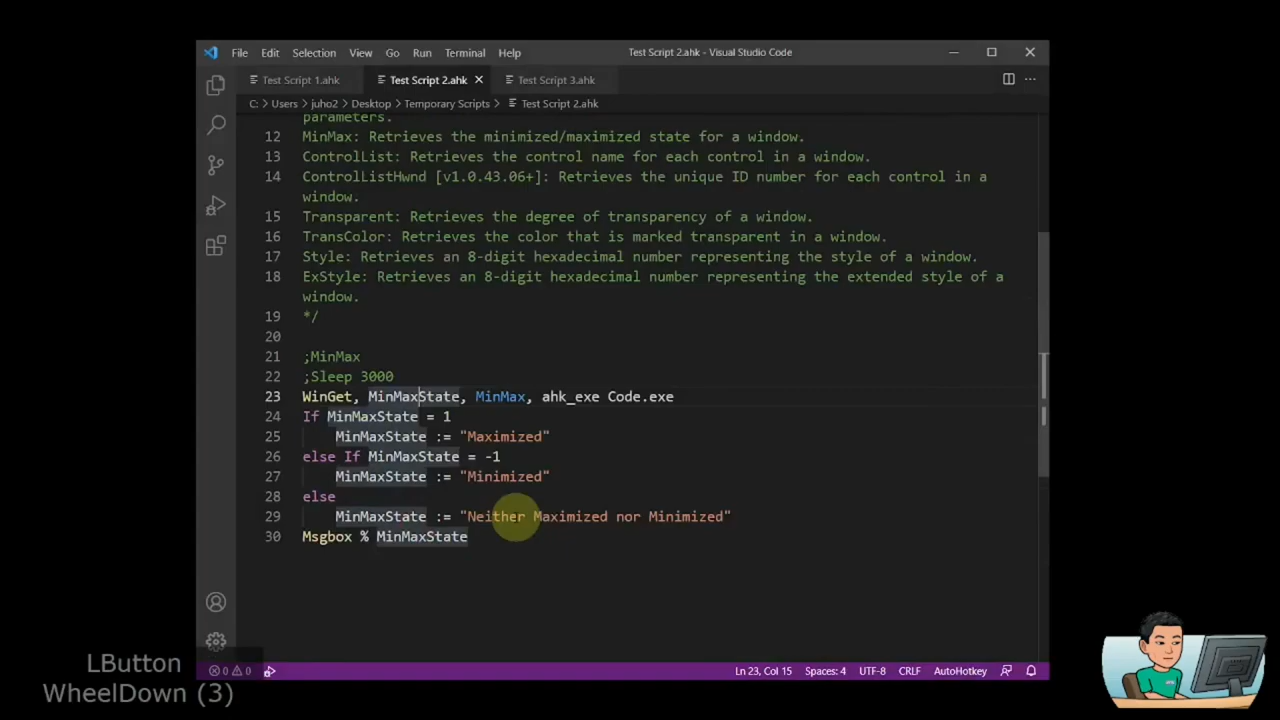 File Edit Selection View Go Run Terminal Help Test Script 2.ahk - Visual Studio Code
Test Script 1.ahk Test Script 2.ahk Test Script 3.ahk
C: > Users > juho2 > Desktop > Temporary Scripts > Test Script 2.ahk
parameters.
12 MinMax: Retrieves the minimized/maximized state for a window.
13 ControlList: Retrieves the control name for each control in a window.
14 ControlListHwnd [v1.0.43.06+]: Retrieves the unique ID number for each control in a
window.
15 Transparent: Retrieves the degree of transparency of a window.
16 TransColor: Retrieves the color that is marked transparent in a window.
17 Style: Retrieves an 8-digit hexadecimal number representing the style of a window.
18 ExStyle: Retrieves an 8-digit hexadecimal number representing the extended style of a
window.
19 */
20
21 ;MinMax
22 ;Sleep 3000
23 WinGet, MinMaxState, MinMax, ahk_exe Code.exe
24 If MinMaxState = 1
25 MinMaxState := "Maximized"
26 else If MinMaxState = -1
27 MinMaxState := "Minimized"
28 else
29 MinMaxState := "Neither Maximized nor Minimized"
30 Msgbox % MinMaxState
LButton
WheelDown (3)
0 0 Ln 23, Col 15 Spaces: 4 UTF-8 CRLF AutoHotkey